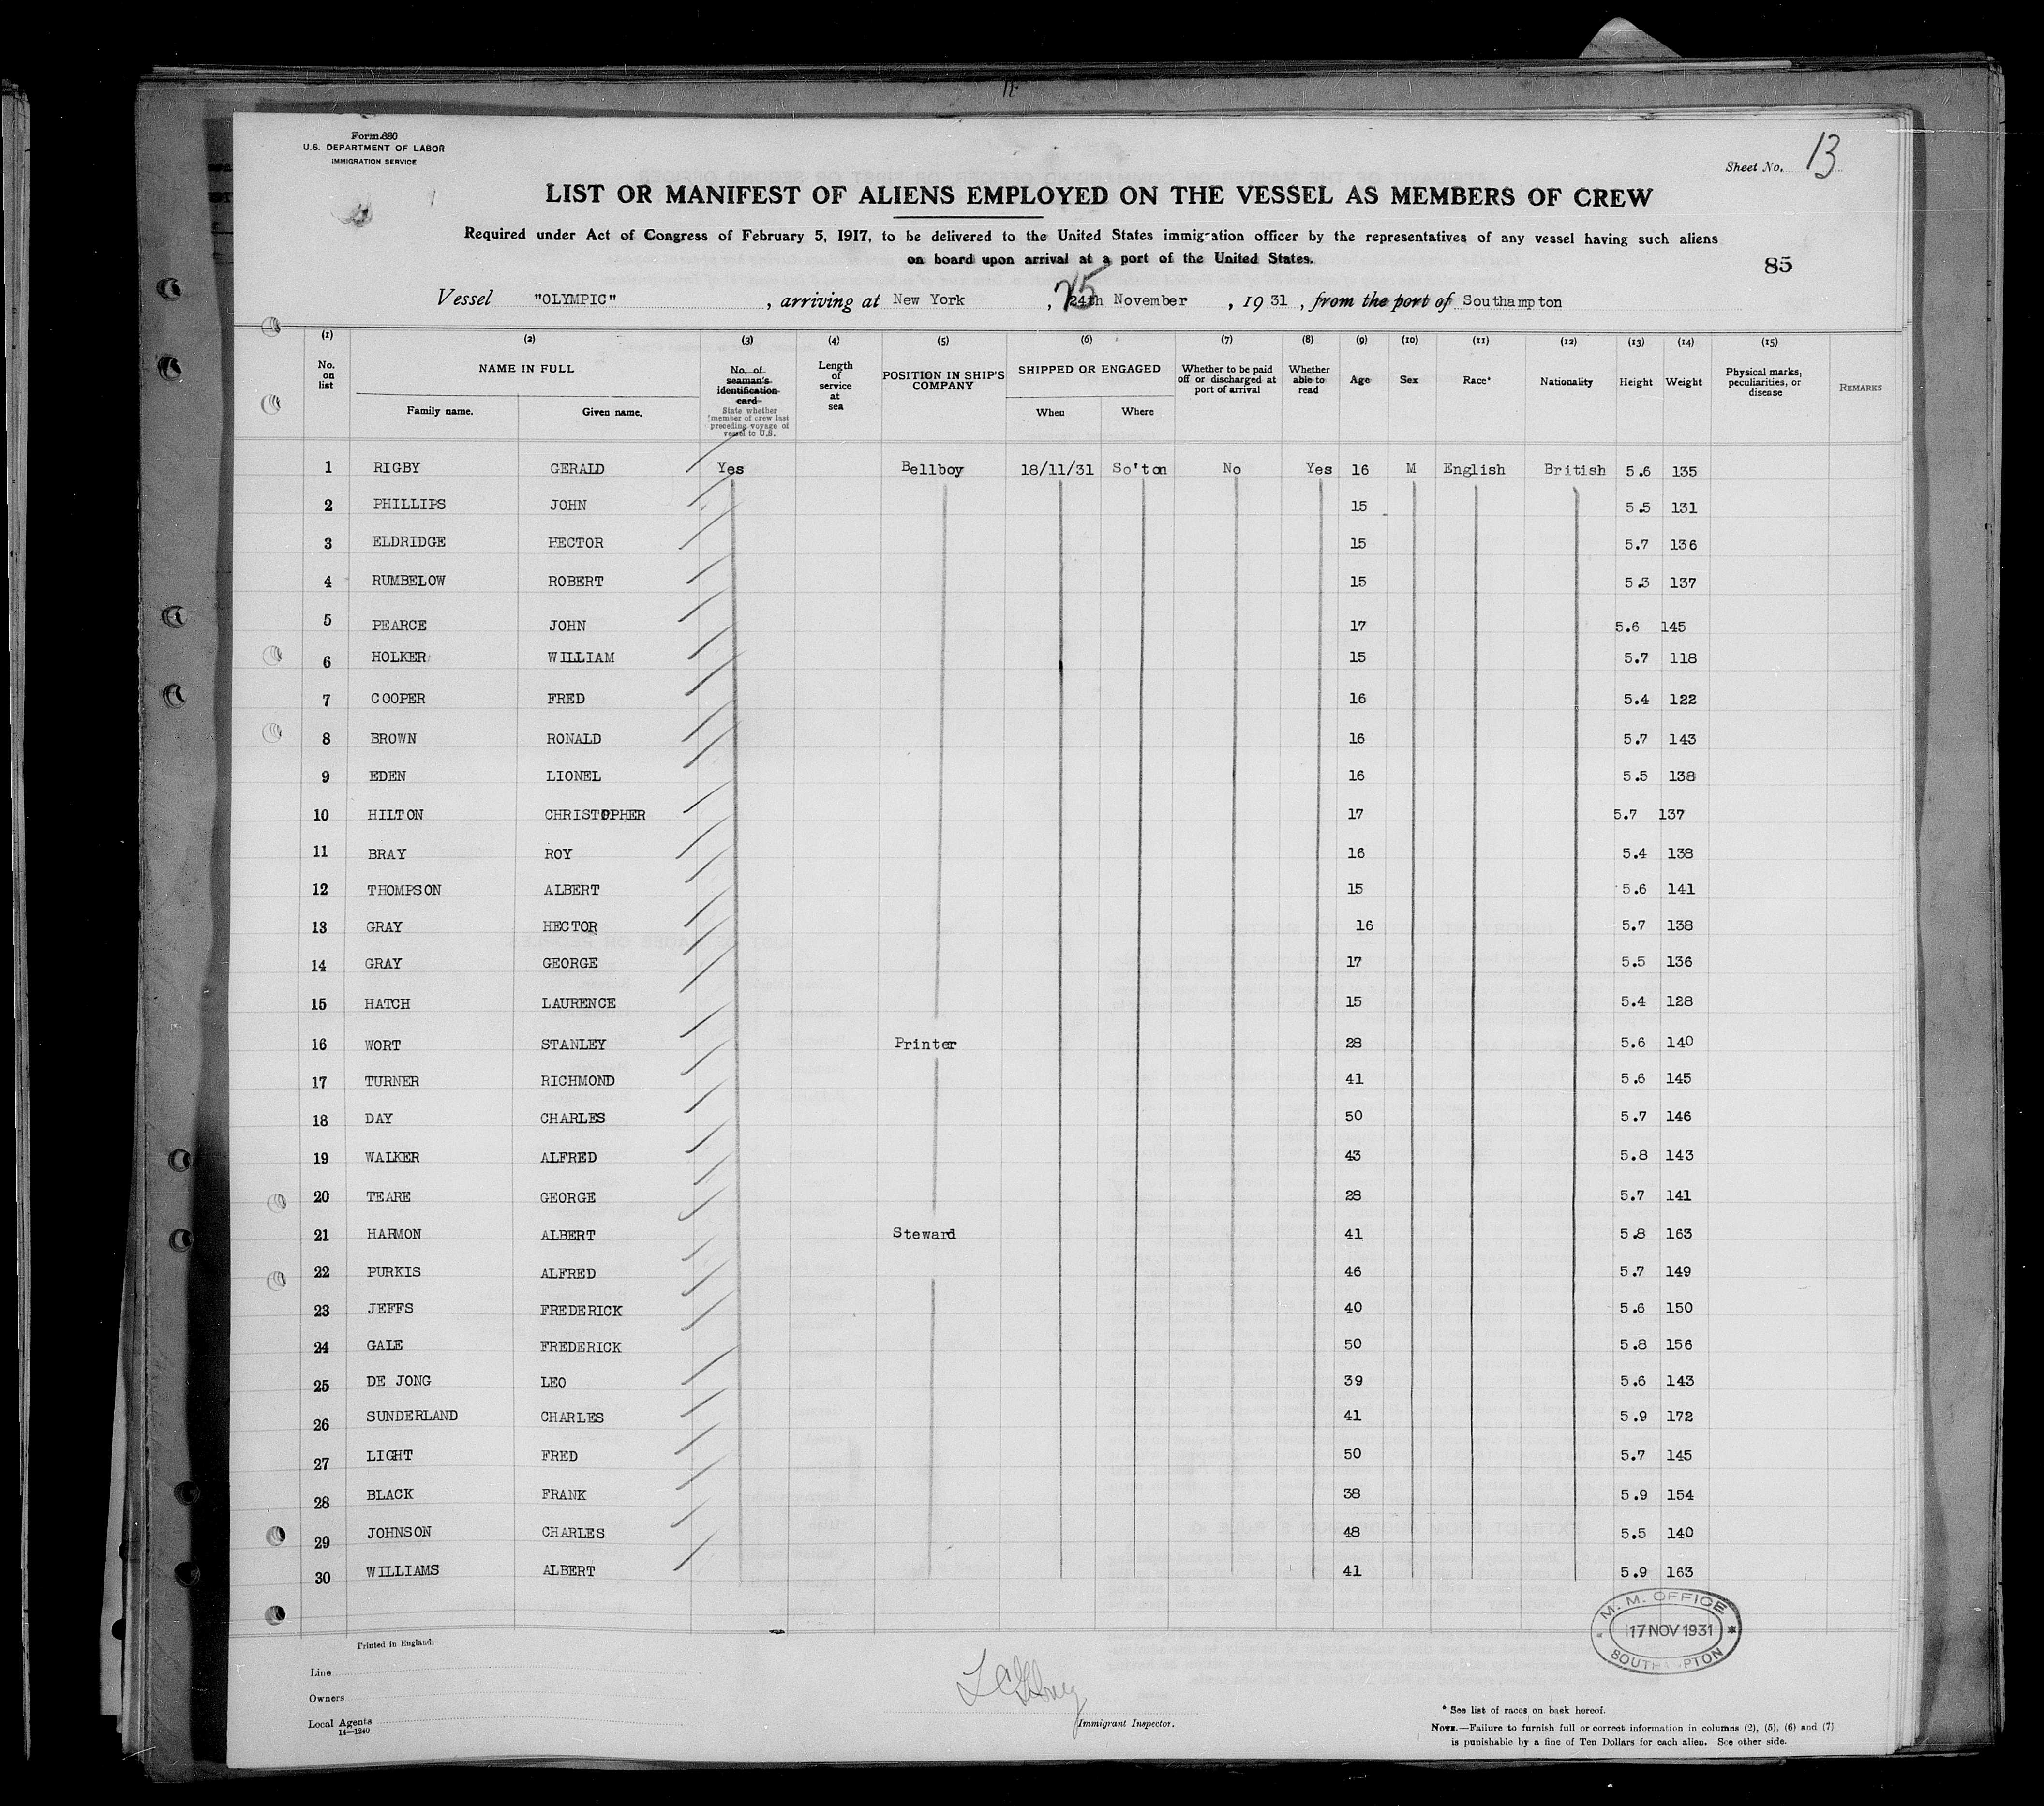 Form 680
U.S. DEPARTMENT OF LABOR
IMMIGRATION SERVICE
Sheet No. 13
LIST OR MANIFEST OF ALIENS EMPLOYED ON THE VESSEL AS MEMBERS OF CREW
Required under Act of Congress of February 5, 1917, to be delivered to the United States immigration officer by the representatives of any vessel having such aliens
on board upon arrival at a port of the United States.
85
Vessel "OLYMPIC", arriving at New York, 24th 25 November, 1931, from the port of Southampton
(1) (2) (3) (4) (5) (6) (7) (8) (9) (10) (11) (12) (13) (14) (15)
No. on list NAME IN FULL Family name. Given name. No. of seaman's identification card State whether member of crew last preceding voyage of vessel to U.S. Length of service at sea POSITION IN SHIP'S COMPANY SHIPPED OR ENGAGED When Where Whether to be paid off or discharged at port of arrival Whether able to read Age Sex Race* Nationality Height Weight Physical marks, peculiarities, or disease REMARKS
1 RIGBY GERALD Yes Bellboy 18/11/31 So'ton No Yes 16 M English British 5.6 135
2 PHILLIPS JOHN 15 5.5 131
3 ELDRIDGE HECTOR 15 5.7 136
4 RUMBELOW ROBERT 15 5.3 137
5 PEARCE JOHN 17 5.6 145
6 HOLKER WILLIAM 15 5.7 118
7 COOPER FRED 16 5.4 122
8 BROWN RONALD 16 5.7 143
9 EDEN LIONEL 16 5.5 138
10 HILTON CHRISTOPHER 17 5.7 137
11 BRAY ROY 16 5.4 138
12 THOMPSON ALBERT 15 5.6 141
13 GRAY HECTOR 16 5.7 138
14 GRAY GEORGE 17 5.5 136
15 HATCH LAURENCE 15 5.4 128
16 WORT STANLEY Printer 28 5.6 140
17 TURNER RICHMOND 41 5.6 145
18 DAY CHARLES 50 5.7 146
19 WALKER ALFRED 43 5.8 143
20 TEARE GEORGE 28 5.7 141
21 HARMON ALBERT Steward 41 5.8 163
22 PURKIS ALFRED 46 5.7 149
23 JEFFS FREDERICK 40 5.6 150
24 GALE FREDERICK 50 5.8 156
25 DE JONG LEO 39 5.6 143
26 SUNDERLAND CHARLES 41 5.9 172
27 LIGHT FRED 50 5.7 145
28 BLACK FRANK 38 5.9 154
29 JOHNSON CHARLES 48 5.5 140
30 WILLIAMS ALBERT 41 5.9 163
M. M. OFFICE
17 NOV 1931
Printed in England.
Line
Owners
Local Agents
14—1240
Immigrant Inspector.
* See list of races on back hereof.
NOTE.—Failure to furnish full or correct information in columns (2), (5), (6) and (7)
is punishable by a fine of Ten Dollars for each alien. See other side.